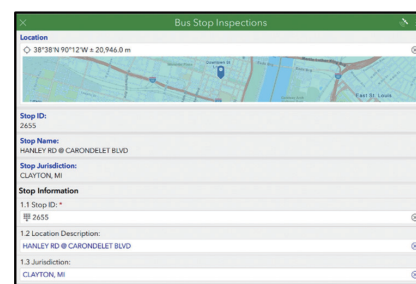 Bus Stop Inspections
Location
38°38'N 90°12'W ± 20,946.0 m
East St. Louis
Stop ID:
2655
Stop Name:
HANLEY RD @ CARONDELET BLVD
Stop Jurisdiction:
CLAYTON, MI
Stop Information
1.1 Stop ID: *
2655
1.2 Location Description:
HANLEY RD @ CARONDELET BLVD
1.3 Jurisdiction:
CLAYTON, MI